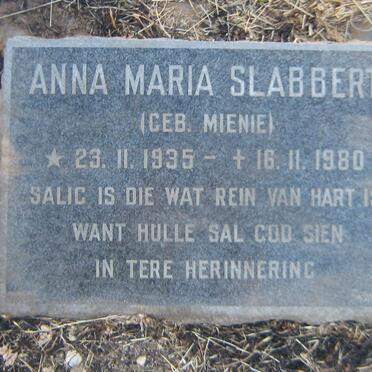 ANNA MARIA SLABBERT
(GEB. MIENIE)
★ 23. 11. 1935 – + 16. 11. 1980
SALIG IS DIE WAT REIN VAN HART IS
WANT HULLE SAL GOD SIEN
IN TERE HERINNERING